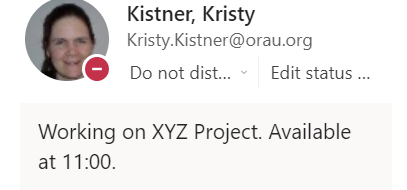 Kistner, Kristy
Kristy.Kistner@orau.org
Do not dist... Edit status ...
Working on XYZ Project. Available
at 11:00.